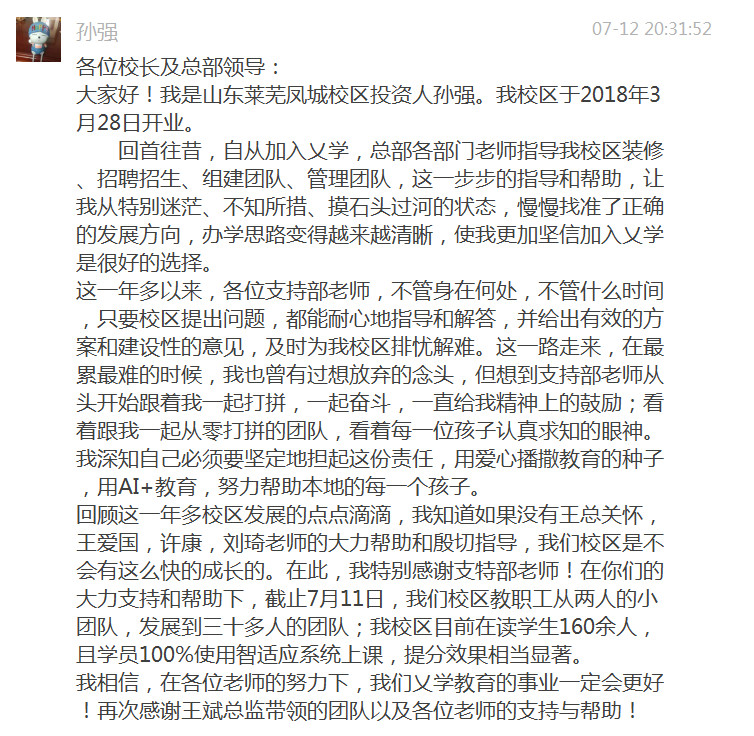 孙强
07-12 20:31:52
各位校长及总部领导：
大家好！我是山东莱芜凤城校区投资人孙强。我校区于2018年3
月28日开业。
回首往昔，自从加入乂学，总部各部门老师指导我校区装修
、招聘招生、组建团队、管理团队，这一步步的指导和帮助，让
我从特别迷茫、不知所措、摸石头过河的状态，慢慢找准了正确
的发展方向，办学思路变得越来越清晰，使我更加坚信加入乂学
是很好的选择。
这一年多以来，各位支持部老师，不管身在何处，不管什么时间
，只要校区提出问题，都能耐心地指导和解答，并给出有效的方
案和建设性的意见，及时为我校区排忧解难。这一路走来，在最
累最难的时候，我也曾有过想放弃的念头，但想到支持部老师从
头开始跟着我一起打拼，一起奋斗，一直给我精神上的鼓励；看
着跟我一起从零打拼的团队，看着每一位孩子认真求知的眼神。
我深知自己必须要坚定地担起这份责任，用爱心播撒教育的种子
，用AI+教育，努力帮助本地的每一个孩子。
回顾这一年多校区发展的点点滴滴，我知道如果没有王总关怀，
王爱国，许康，刘琦老师的大力帮助和殷切指导，我们校区是不
会有这么快的成长的。在此，我特别感谢支特部老师！在你们的
大力支持和帮助下，截止7月11日，我们校区教职工从两人的小
团队，发展到三十多人的团队；我校区目前在读学生160余人，
且学员100%使用智适应系统上课，提分效果相当显著。
我相信，在各位老师的努力下，我们乂学教育的事业一定会更好
！再次感谢王斌总监带领的团队以及各位老师的支持与帮助！